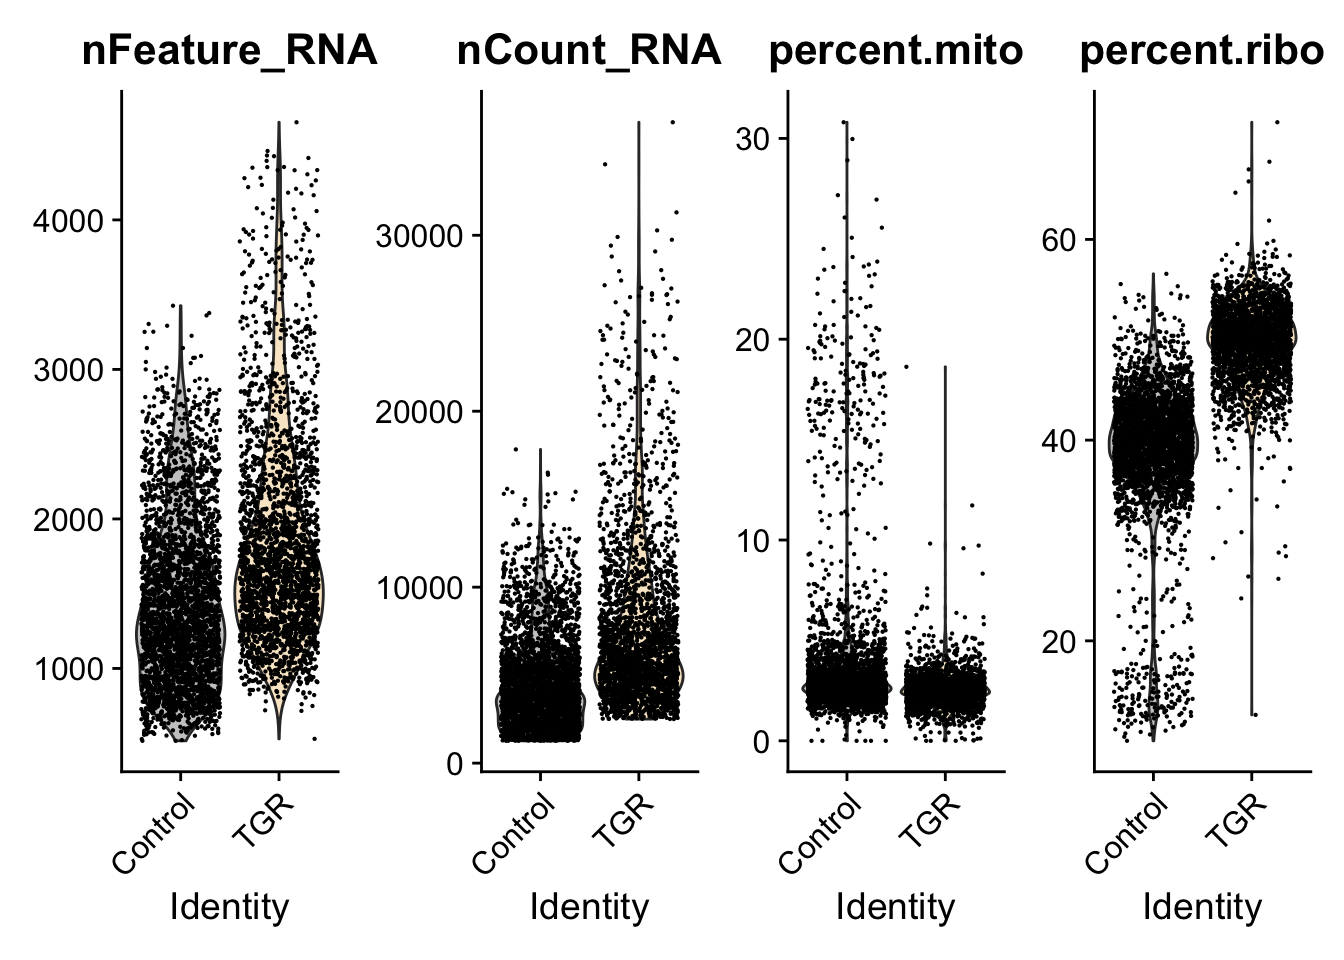 nFeature_RNA
4000
3000
2000
1000
Control
TGR
Identity
nCount_RNA
30000
20000
10000
0
Control
TGR
Identity
percent.mito
30
20
10
0
Control
TGR
Identity
percent.ribo
60
40
20
Control
TGR
Identity